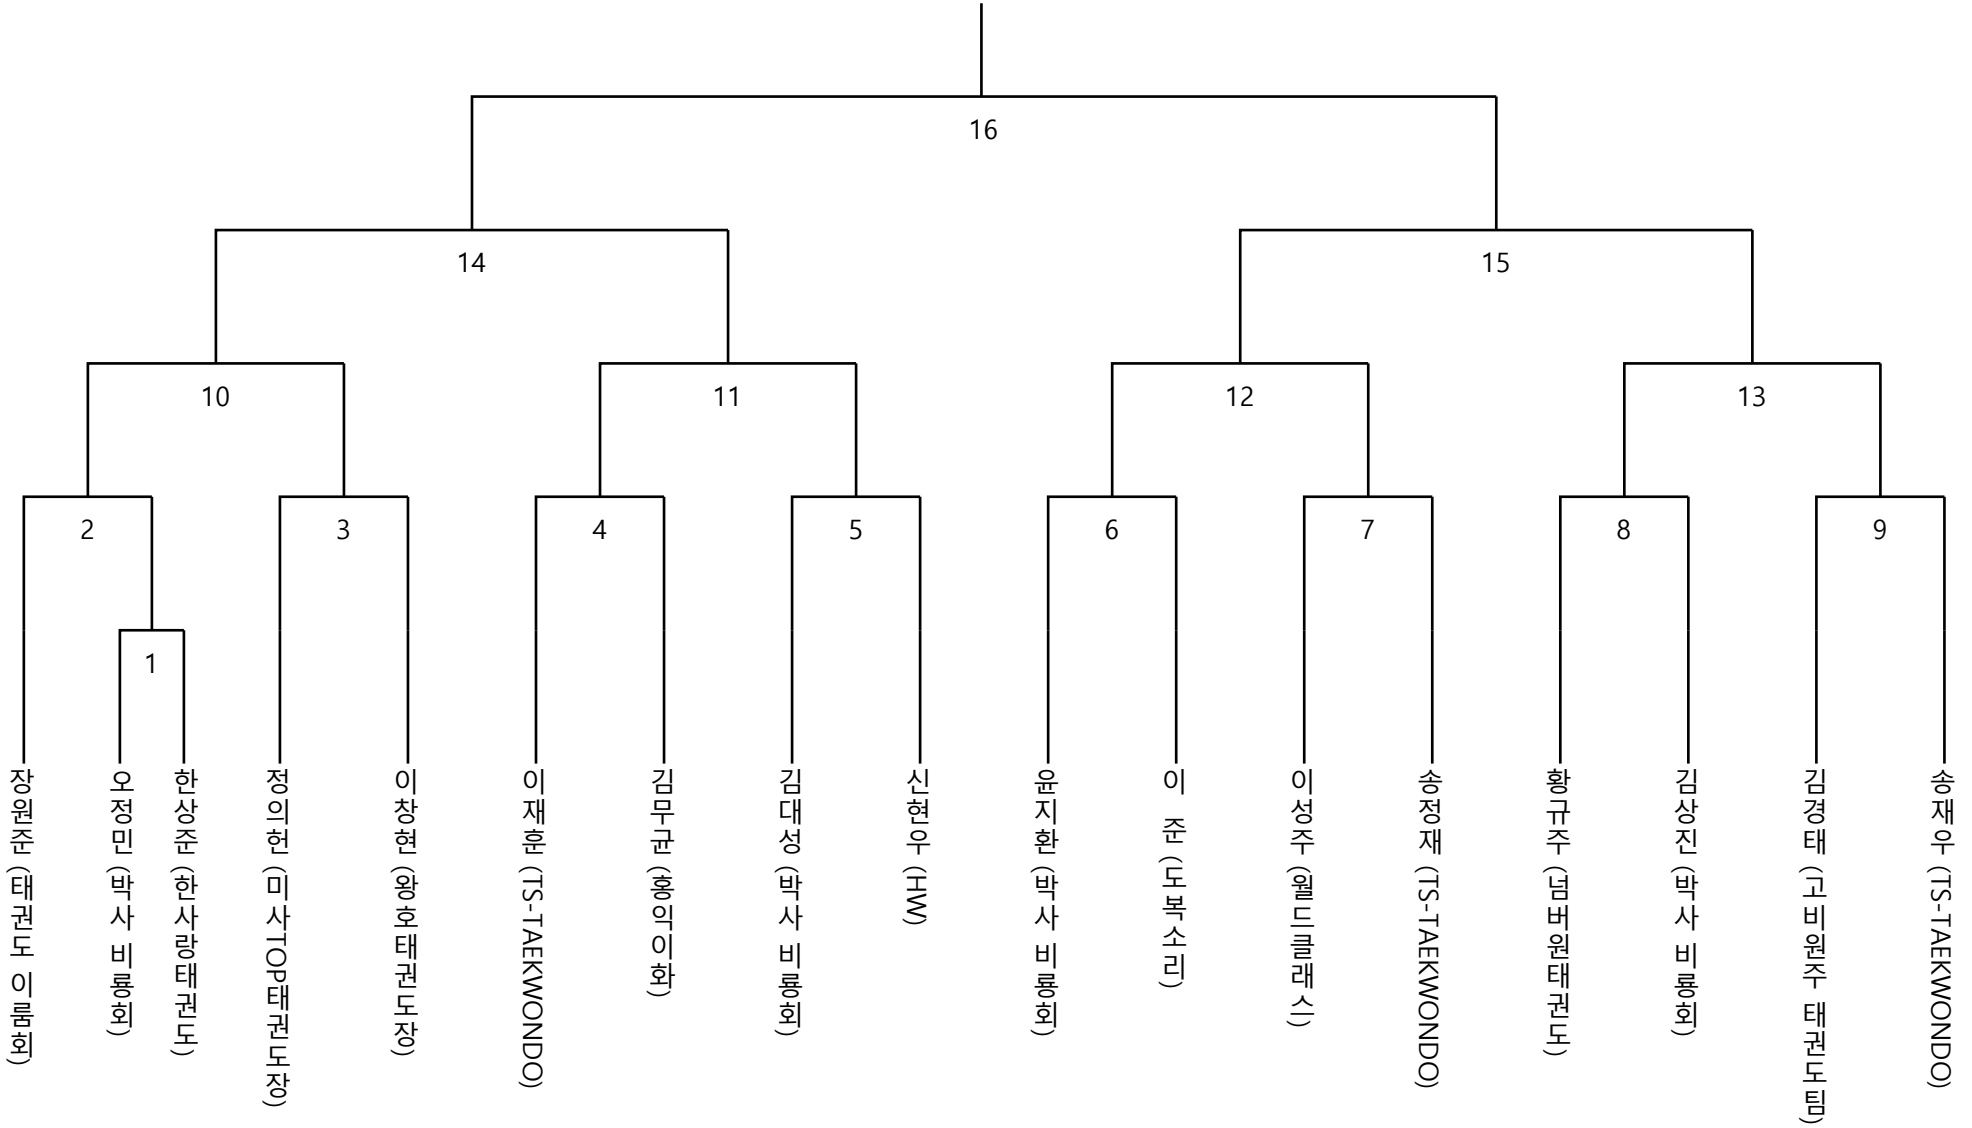 16
14
15
10
11
12
13
2
3
4
5
6
7
8
9
1
장원준 (태권도 이룸회)
오정민 (박사 비룡회)
한상준 (한사랑태권도)
정의헌 (미사TOP태권도장)
이창현 (왕호태권도장)
이재훈 (TS-TAEKWONDO)
김무균 (홍익이화)
김대성 (박사 비룡회)
신현우 (HW)
윤지환 (박사 비룡회)
이 준 (도복소리)
이성주 (월드클래스)
송정재 (TS-TAEKWONDO)
황규주 (넘버원태권도)
김상진 (박사 비룡회)
김경태 (고비원주 태권도팀)
송재우 (TS-TAEKWONDO)